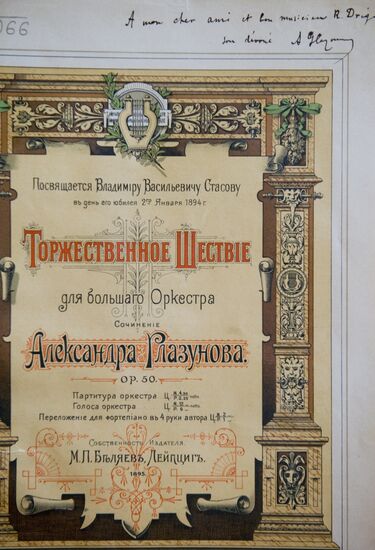 066
A mon cher ami et bon musicien R. Drigo
son dévoué A Glazounow
Посвящается Владиміру Васильевичу Стасову
въ день его юбилея 2го Января 1894 г.
Торжественное Шествіе
для большаго Оркестра
Сочиненіе
Александра Глазунова.
OP. 50.
Партитура оркестра Ц.
Голоса оркестра Ц.
Переложеніе для фортепіано въ 4 руки автора Ц.
Собственность Издателя
М.П. Бѣляевъ, Лейпцигъ.
1895.